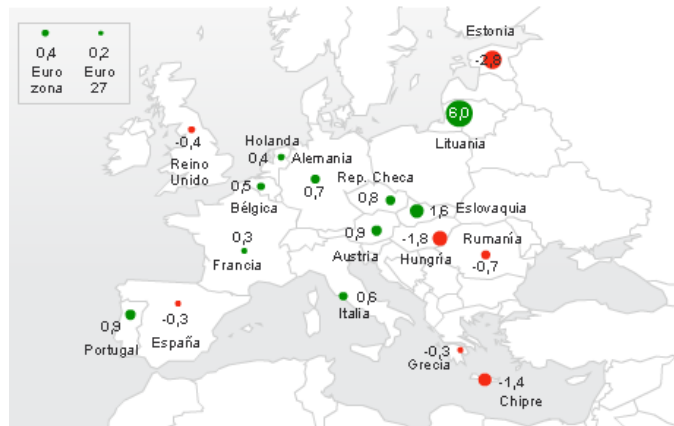 0,4
Euro
zona
0,2
Euro
27
Estonia
-2,8
6,0
Lituania
-0,4
Reino
Unido
Holanda
0,4
Alemania
0,7
Rep. Checa
0,8
0,5
Bélgica
1,6
Eslovaquia
0,9
Austria
-1,8
Hungría
Rumanía
-0,7
0,3
Francia
0,6
Italia
0,9
Portugal
-0,3
España
-0,3
Grecia
-1,4
Chipre